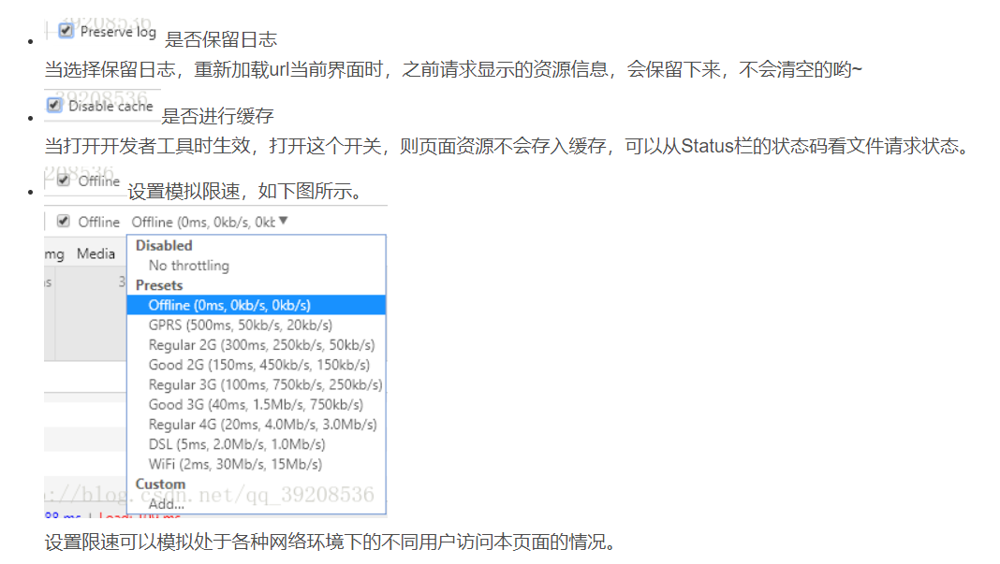 39208536
Preserve log 是否保留日志
当选择保留日志，重新加载url当前界面时，之前请求显示的资源信息，会保留下来，不会清空的哟~
39208536
Disable cache 是否进行缓存
当打开开发者工具时生效，打开这个开关，则页面资源不会存入缓存，可以从Status栏的状态码看文件请求状态。
208536
Offline 设置模拟限速，如下图所示。
Offline Offline (0ms, 0kb/s, 0kt ▼
mg Media Disabled
No throttling
3 Presets
Offline (0ms, 0kb/s, 0kb/s)
GPRS (500ms, 50kb/s, 20kb/s)
Regular 2G (300ms, 250kb/s, 50kb/s)
Good 2G (150ms, 450kb/s, 150kb/s)
Regular 3G (100ms, 750kb/s, 250kb/s)
Good 3G (40ms, 1.5Mb/s, 750kb/s)
Regular 4G (20ms, 4.0Mb/s, 3.0Mb/s)
DSL (5ms, 2.0Mb/s, 1.0Mb/s)
WiFi (2ms, 30Mb/s, 15Mb/s)
Custom
://blog.csdn.net/qq_39208536
Add...
设置限速可以模拟处于各种网络环境下的不同用户访问本页面的情况。